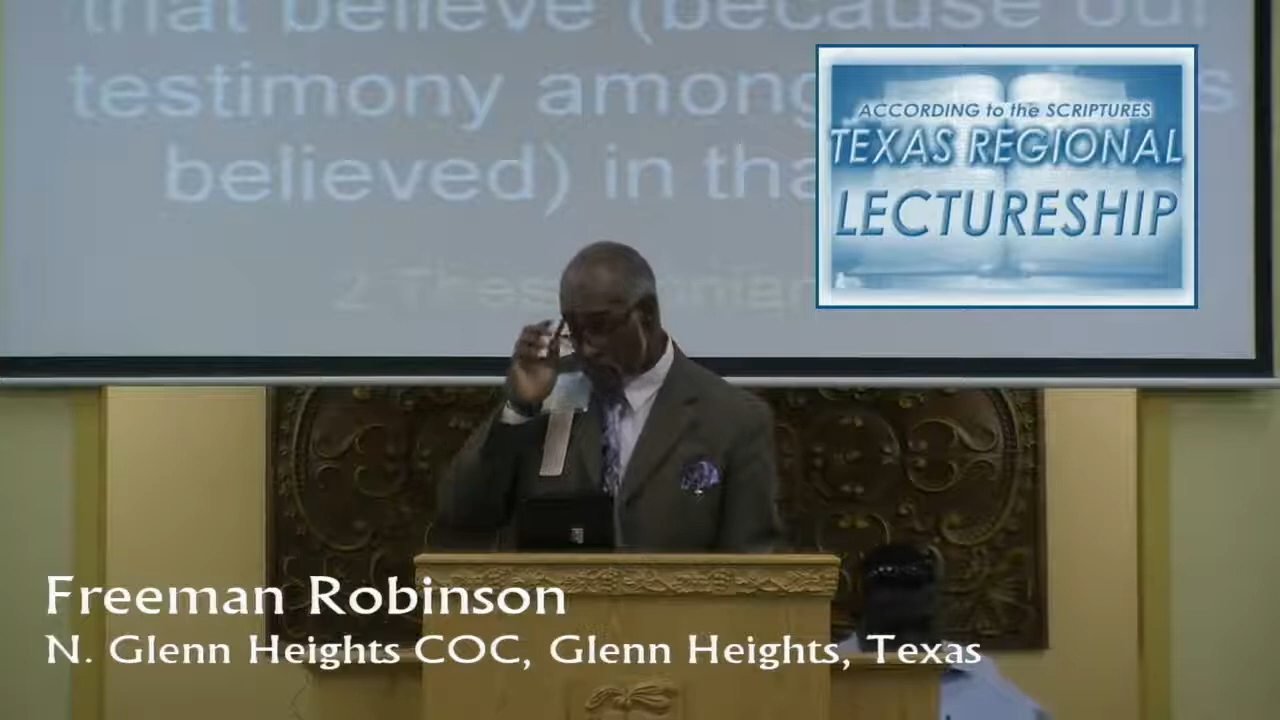 that believe (because our
testimony among
believed) in tha
ACCORDING to the SCRIPTURES
TEXAS REGIONAL
LECTURESHIP
Freeman Robinson
N. Glenn Heights COC, Glenn Heights, Texas